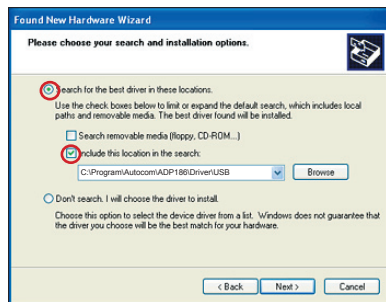 Found New Hardware Wizard
Please choose your search and installation options.
Search for the best driver in these locations.
Use the check boxes below to limit or expand the default search, which includes local
paths and removable media. The best driver found will be installed.
Search removable media (floppy, CD-ROM...)
Include this location in the search:
C:\Program\Autocom\ADP186\Driver\USB
Browse
Don't search. I will choose the driver to install.
Choose this option to select the device driver from a list. Windows does not guarantee that
the driver you choose will be the best match for your hardware.
< Back Next > Cancel